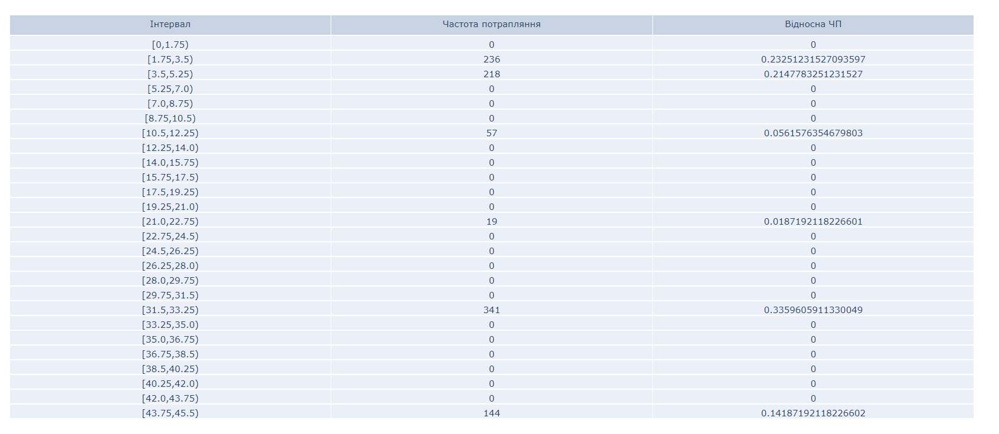 Інтервал Частота потрапляння Відносна ЧП
[0,1.75) 0 0
[1.75,3.5) 236 0.23251231527093597
[3.5,5.25) 218 0.2147783251231527
[5.25,7.0) 0 0
[7.0,8.75) 0 0
[8.75,10.5) 0 0
[10.5,12.25) 57 0.0561576354679803
[12.25,14.0) 0 0
[14.0,15.75) 0 0
[15.75,17.5) 0 0
[17.5,19.25) 0 0
[19.25,21.0) 0 0
[21.0,22.75) 19 0.0187192118226601
[22.75,24.5) 0 0
[24.5,26.25) 0 0
[26.25,28.0) 0 0
[28.0,29.75) 0 0
[29.75,31.5) 0 0
[31.5,33.25) 341 0.3359605911330049
[33.25,35.0) 0 0
[35.0,36.75) 0 0
[36.75,38.5) 0 0
[38.5,40.25) 0 0
[40.25,42.0) 0 0
[42.0,43.75) 0 0
[43.75,45.5) 144 0.14187192118226602